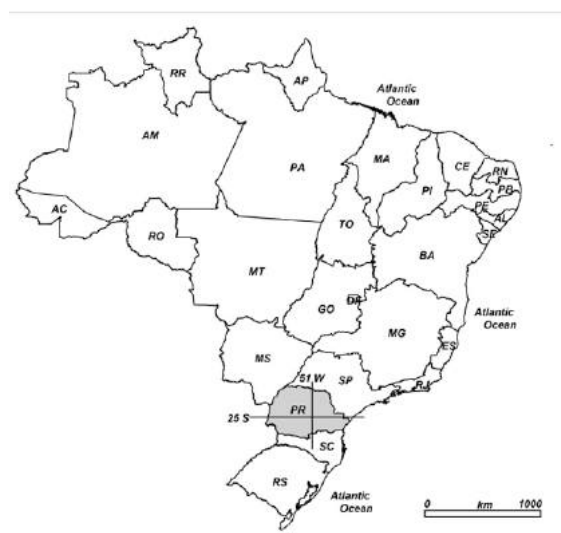 RR
AP
Atlantic
Ocean
AM
PA
MA
CE
RN
PB
PI
PE
AL
SE
AC
TO
RO
BA
MT
GO
DF
Atlantic
Ocean
MG
ES
MS
51 W
SP
RJ
PR
25 S
SC
RS
Atlantic
Ocean
0 km 1000